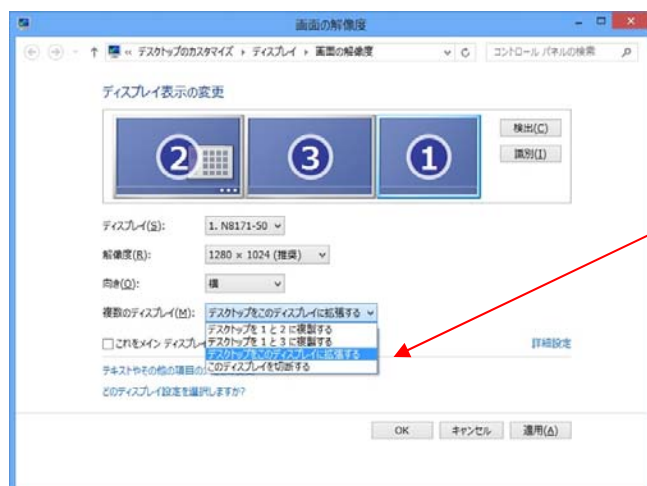 画面の解像度
« デスクトップのカスタマイズ ▸ ディスプレイ ▸ 画面の解像度
コントロール パネルの検索
ディスプレイ表示の変更
2
3
1
検出(C)
識別(I)
ディスプレイ(S): 1. N8171-50
解像度(R): 1280 × 1024 (推奨)
向き(O): 横
複数のディスプレイ(M): デスクトップをこのディスプレイに拡張する
デスクトップを 1 と 2 に複製する
これをメイン ディスプレイ デスクトップを 1 と 3 に複製する
詳細設定
デスクトップをこのディスプレイに拡張する
テキストやその他の項目の
このディスプレイを切断する
どのディスプレイ設定を選択しますか?
OK キャンセル 適用(A)